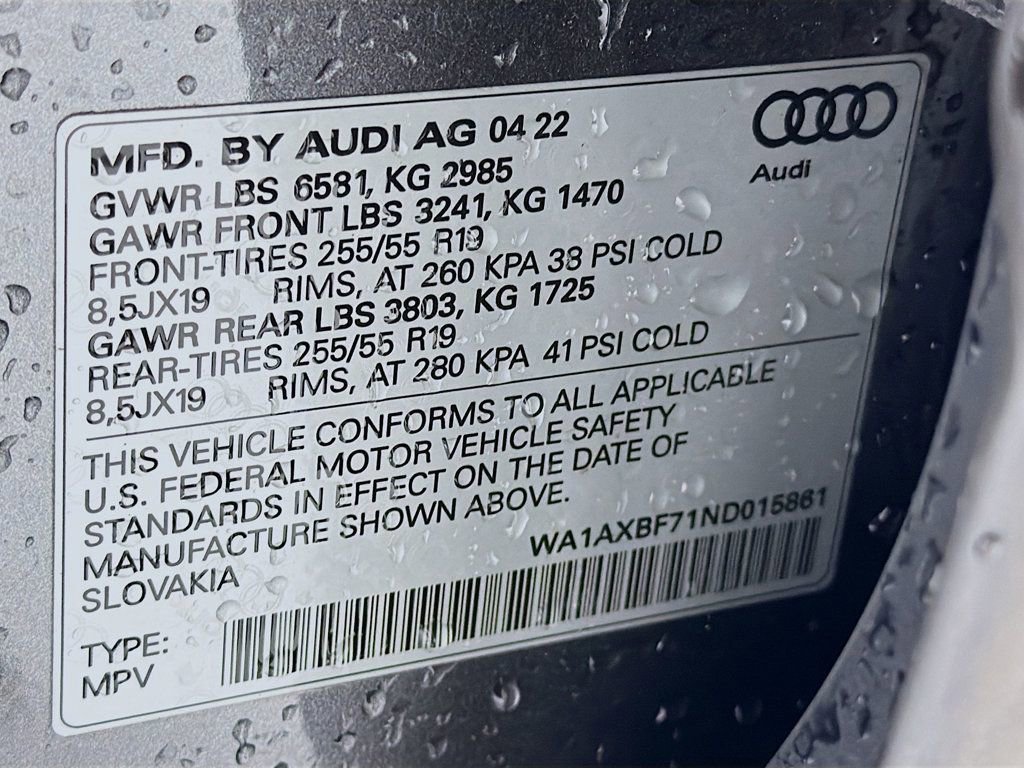 MFD. BY AUDI AG 04 22
GVWR LBS 6581, KG 2985
GAWR FRONT LBS 3241, KG 1470
FRONT-TIRES 255/55 R19
8,5JX19 RIMS, AT 260 KPA 38 PSI COLD
GAWR REAR LBS 3803, KG 1725
REAR-TIRES 255/55 R19
8,5JX19 RIMS, AT 280 KPA 41 PSI COLD
Audi
THIS VEHICLE CONFORMS TO ALL APPLICABLE
U.S. FEDERAL MOTOR VEHICLE SAFETY
STANDARDS IN EFFECT ON THE DATE OF
MANUFACTURE SHOWN ABOVE.
SLOVAKIA
WA1AXBF71ND015861
TYPE:
MPV